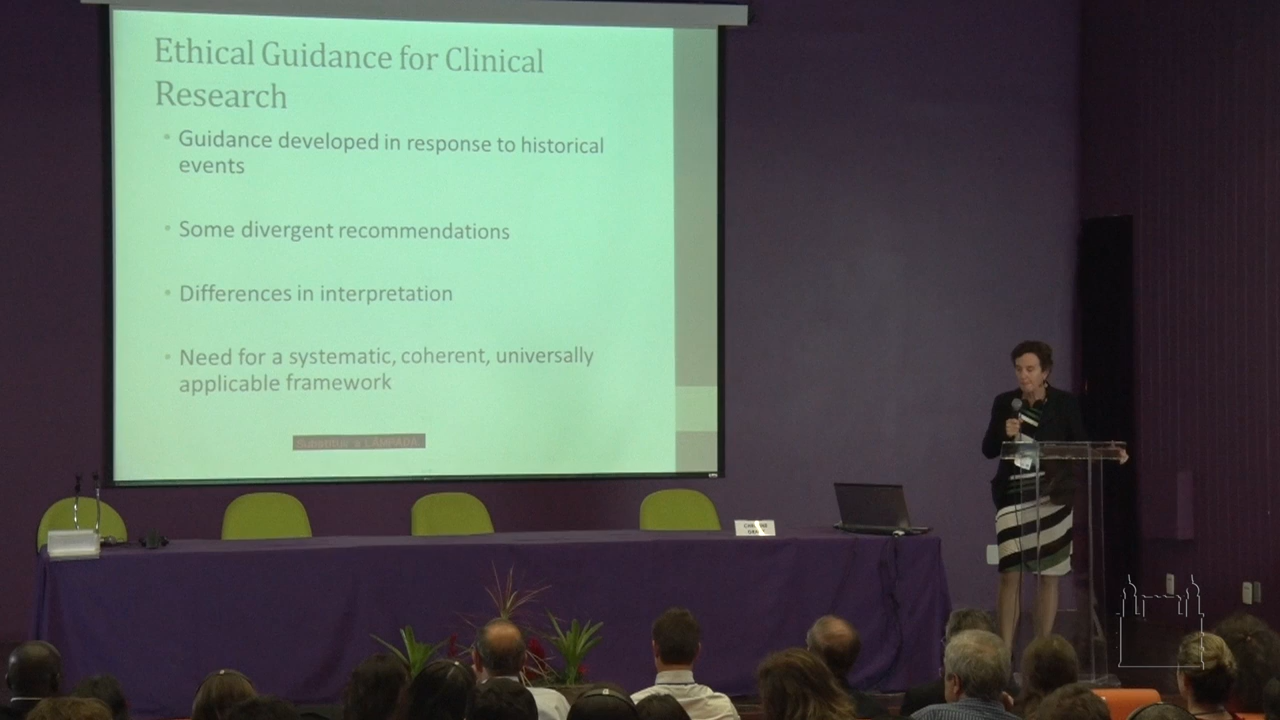 Ethical Guidance for Clinical
Research
• Guidance developed in response to historical
events
• Some divergent recommendations
• Differences in interpretation
• Need for a systematic, coherent, universally
applicable framework
Substituir a LÂMPADA